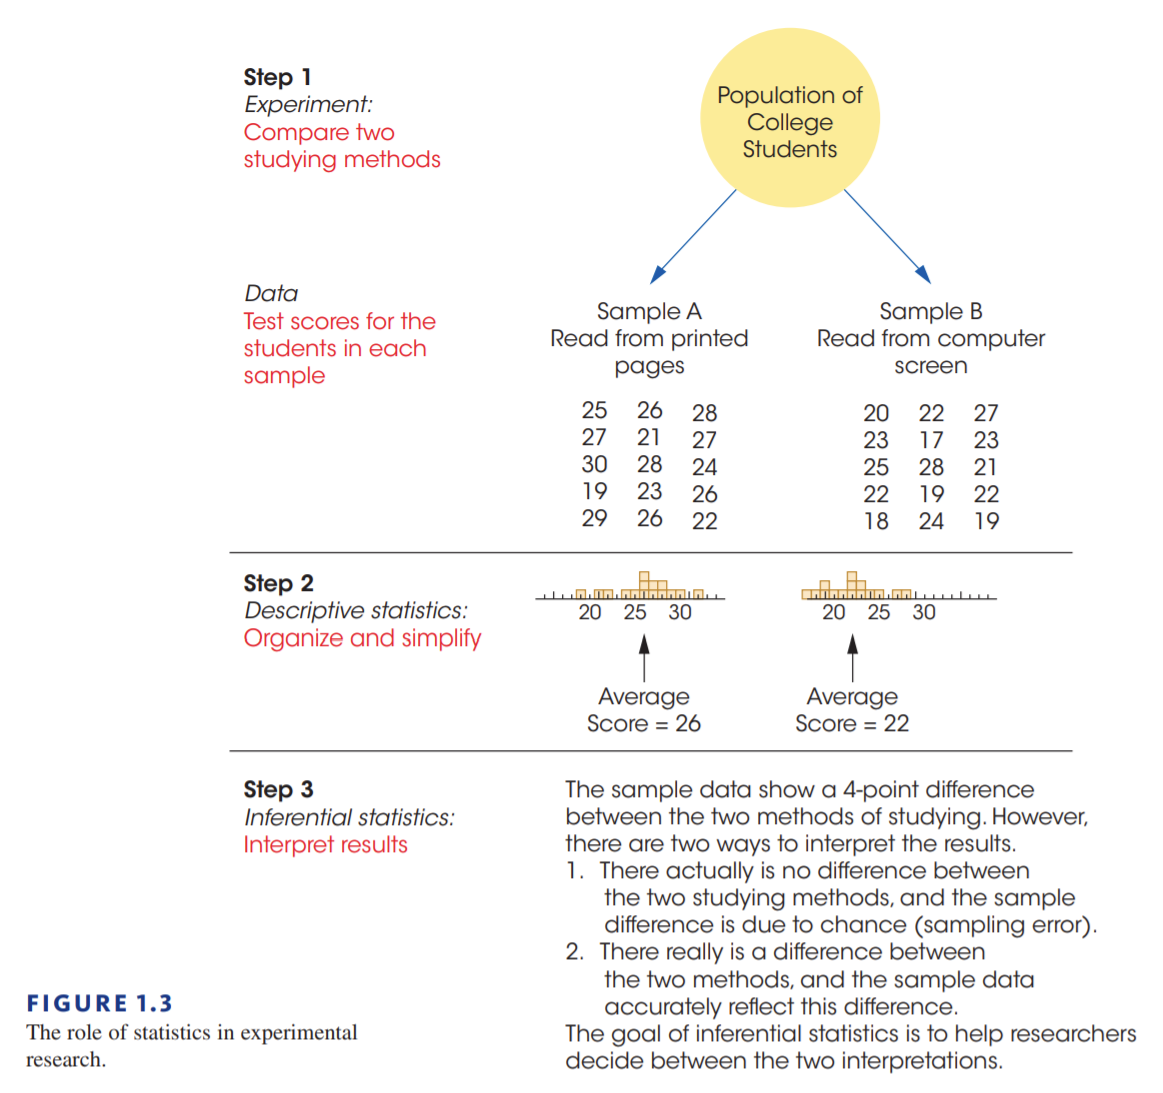 Step 1
Experiment:
Compare two
studying methods
Population of
College
Students
Data
Test scores for the
students in each
sample
Sample A
Read from printed
pages
25 26 28
27 21 27
30 28 24
19 23 26
29 26 22
Sample B
Read from computer
screen
20 22 27
23 17 23
25 28 21
22 19 22
18 24 19
Step 2
Descriptive statistics:
Organize and simplify
20 25 30
Average
Score = 26
20 25 30
Average
Score = 22
Step 3
Inferential statistics:
Interpret results
The sample data show a 4-point difference
between the two methods of studying. However,
there are two ways to interpret the results.
1. There actually is no difference between
the two studying methods, and the sample
difference is due to chance (sampling error).
2. There really is a difference between
the two methods, and the sample data
accurately reflect this difference.
The goal of inferential statistics is to help researchers
decide between the two interpretations.
FIGURE 1.3
The role of statistics in experimental
research.